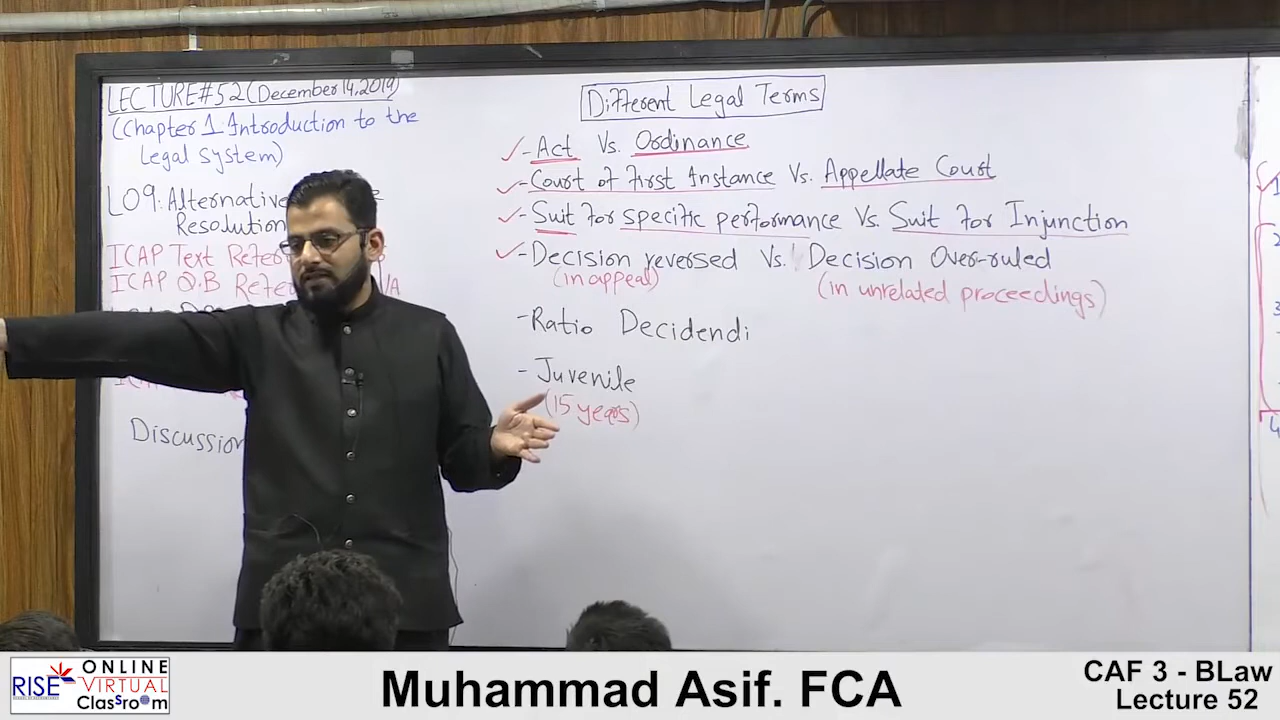 LECTURE#52(December 14,2019)
(Chapter 1: Introduction to the
Legal System)
LO9: Alternative
Resolution
ICAP Text Refer
ICAP Q.B Refe
Discussion
Different Legal Terms
✓-Act Vs. Ordinance
✓-Court of First Instance Vs. Appellate Court
✓-Suit for specific performance Vs. Suit for Injunction
✓-Decision reversed Vs. Decision Over-ruled
(in appeal) (in unrelated proceedings)
-Ratio Decidendi
-Juvenile
(15 years)
RISE
ONLINE
VIRTUAL
Classroom
Muhammad Asif. FCA
CAF 3 - BLaw
Lecture 52